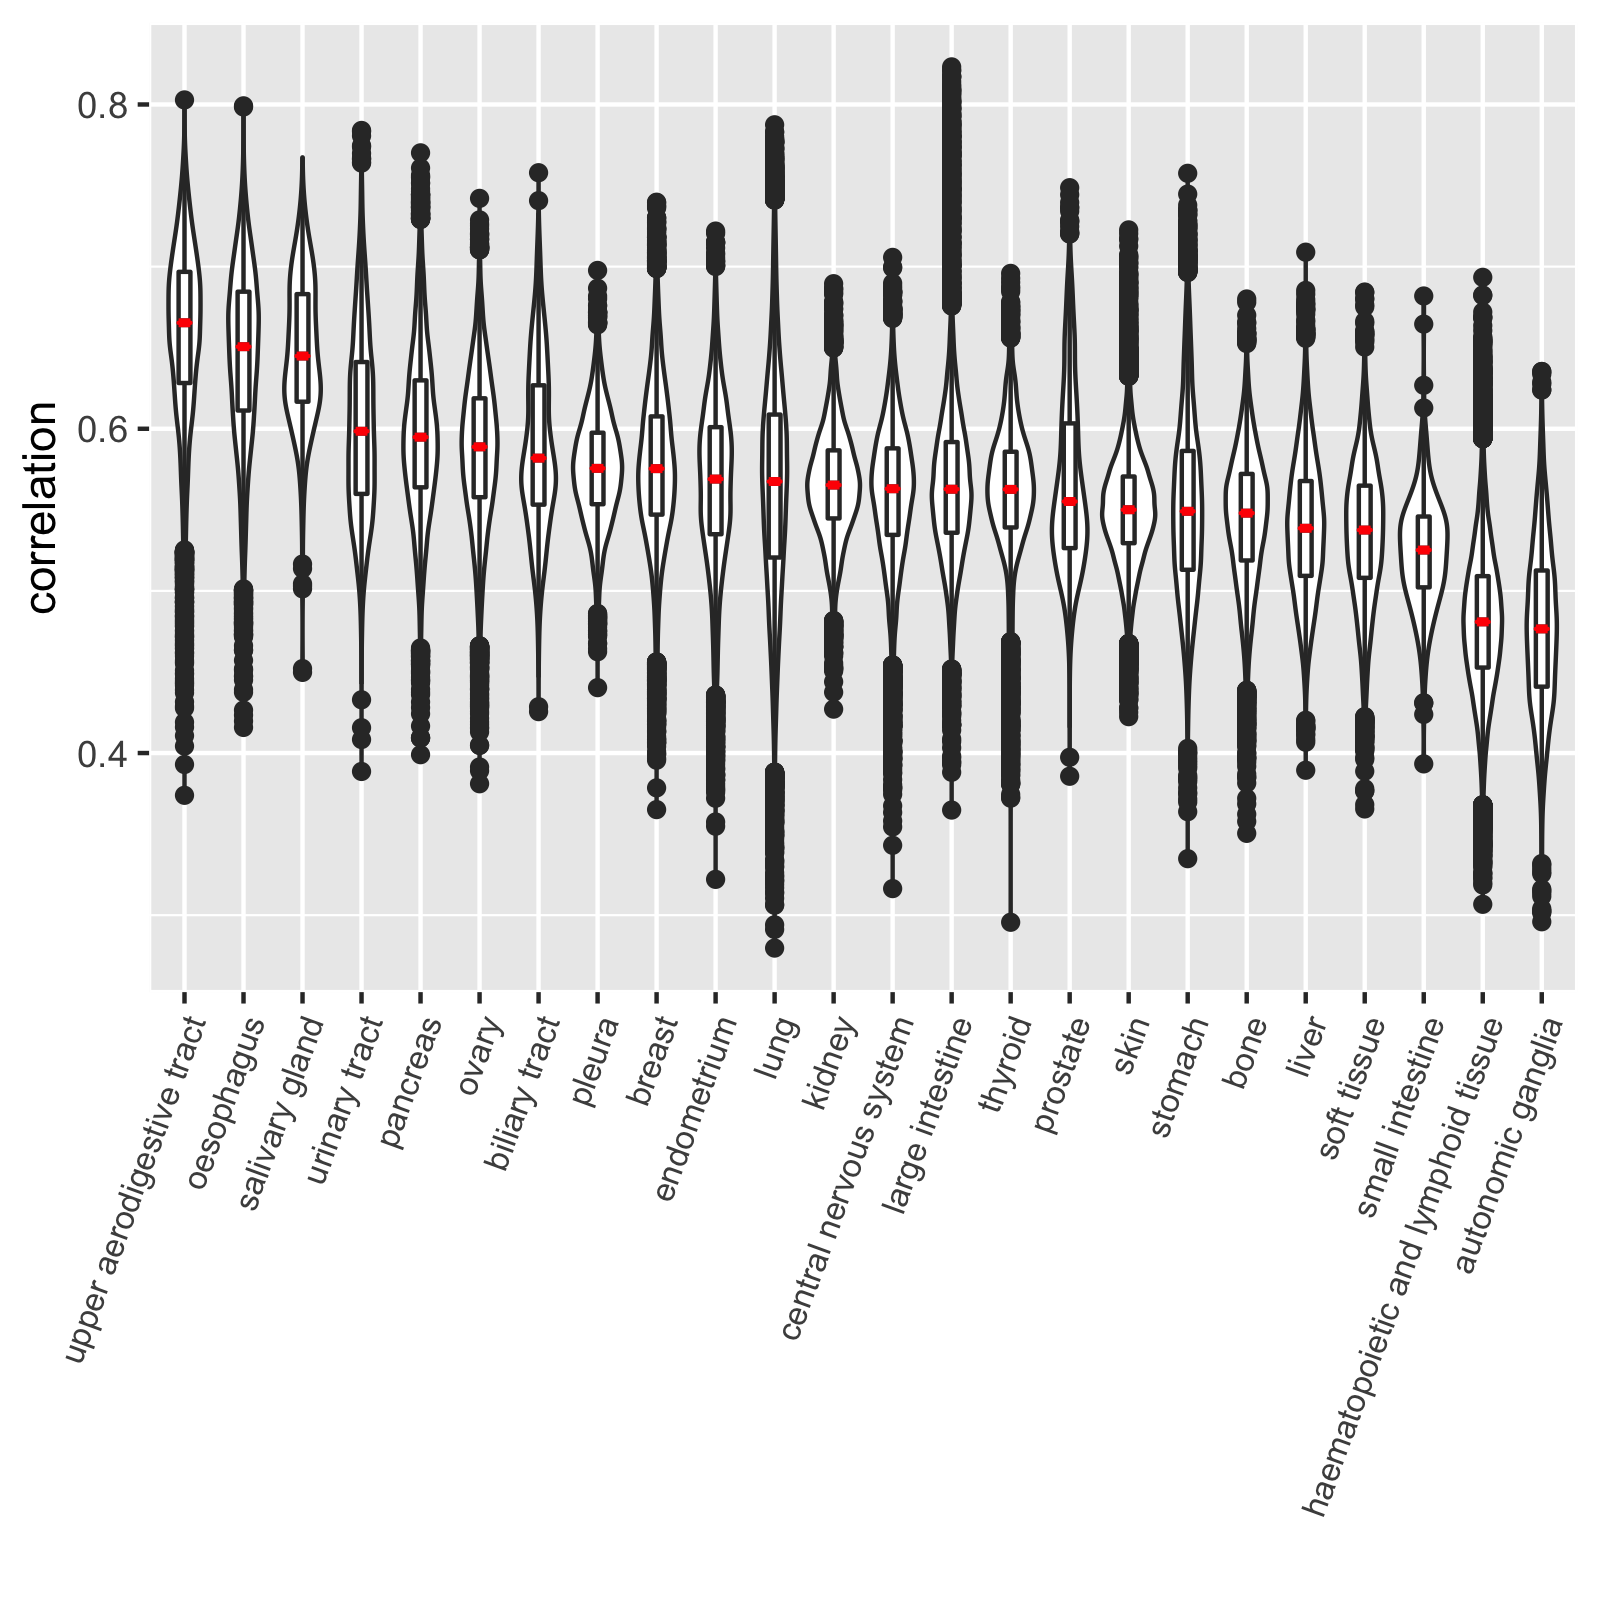 correlation
0.8
0.6
0.4
upper aerodigestive tract
oesophagus
salivary gland
urinary tract
pancreas
ovary
biliary tract
pleura
breast
endometrium
lung
kidney
central nervous system
large intestine
thyroid
prostate
skin
stomach
bone
liver
soft tissue
small intestine
haematopoietic and lymphoid tissue
autonomic ganglia